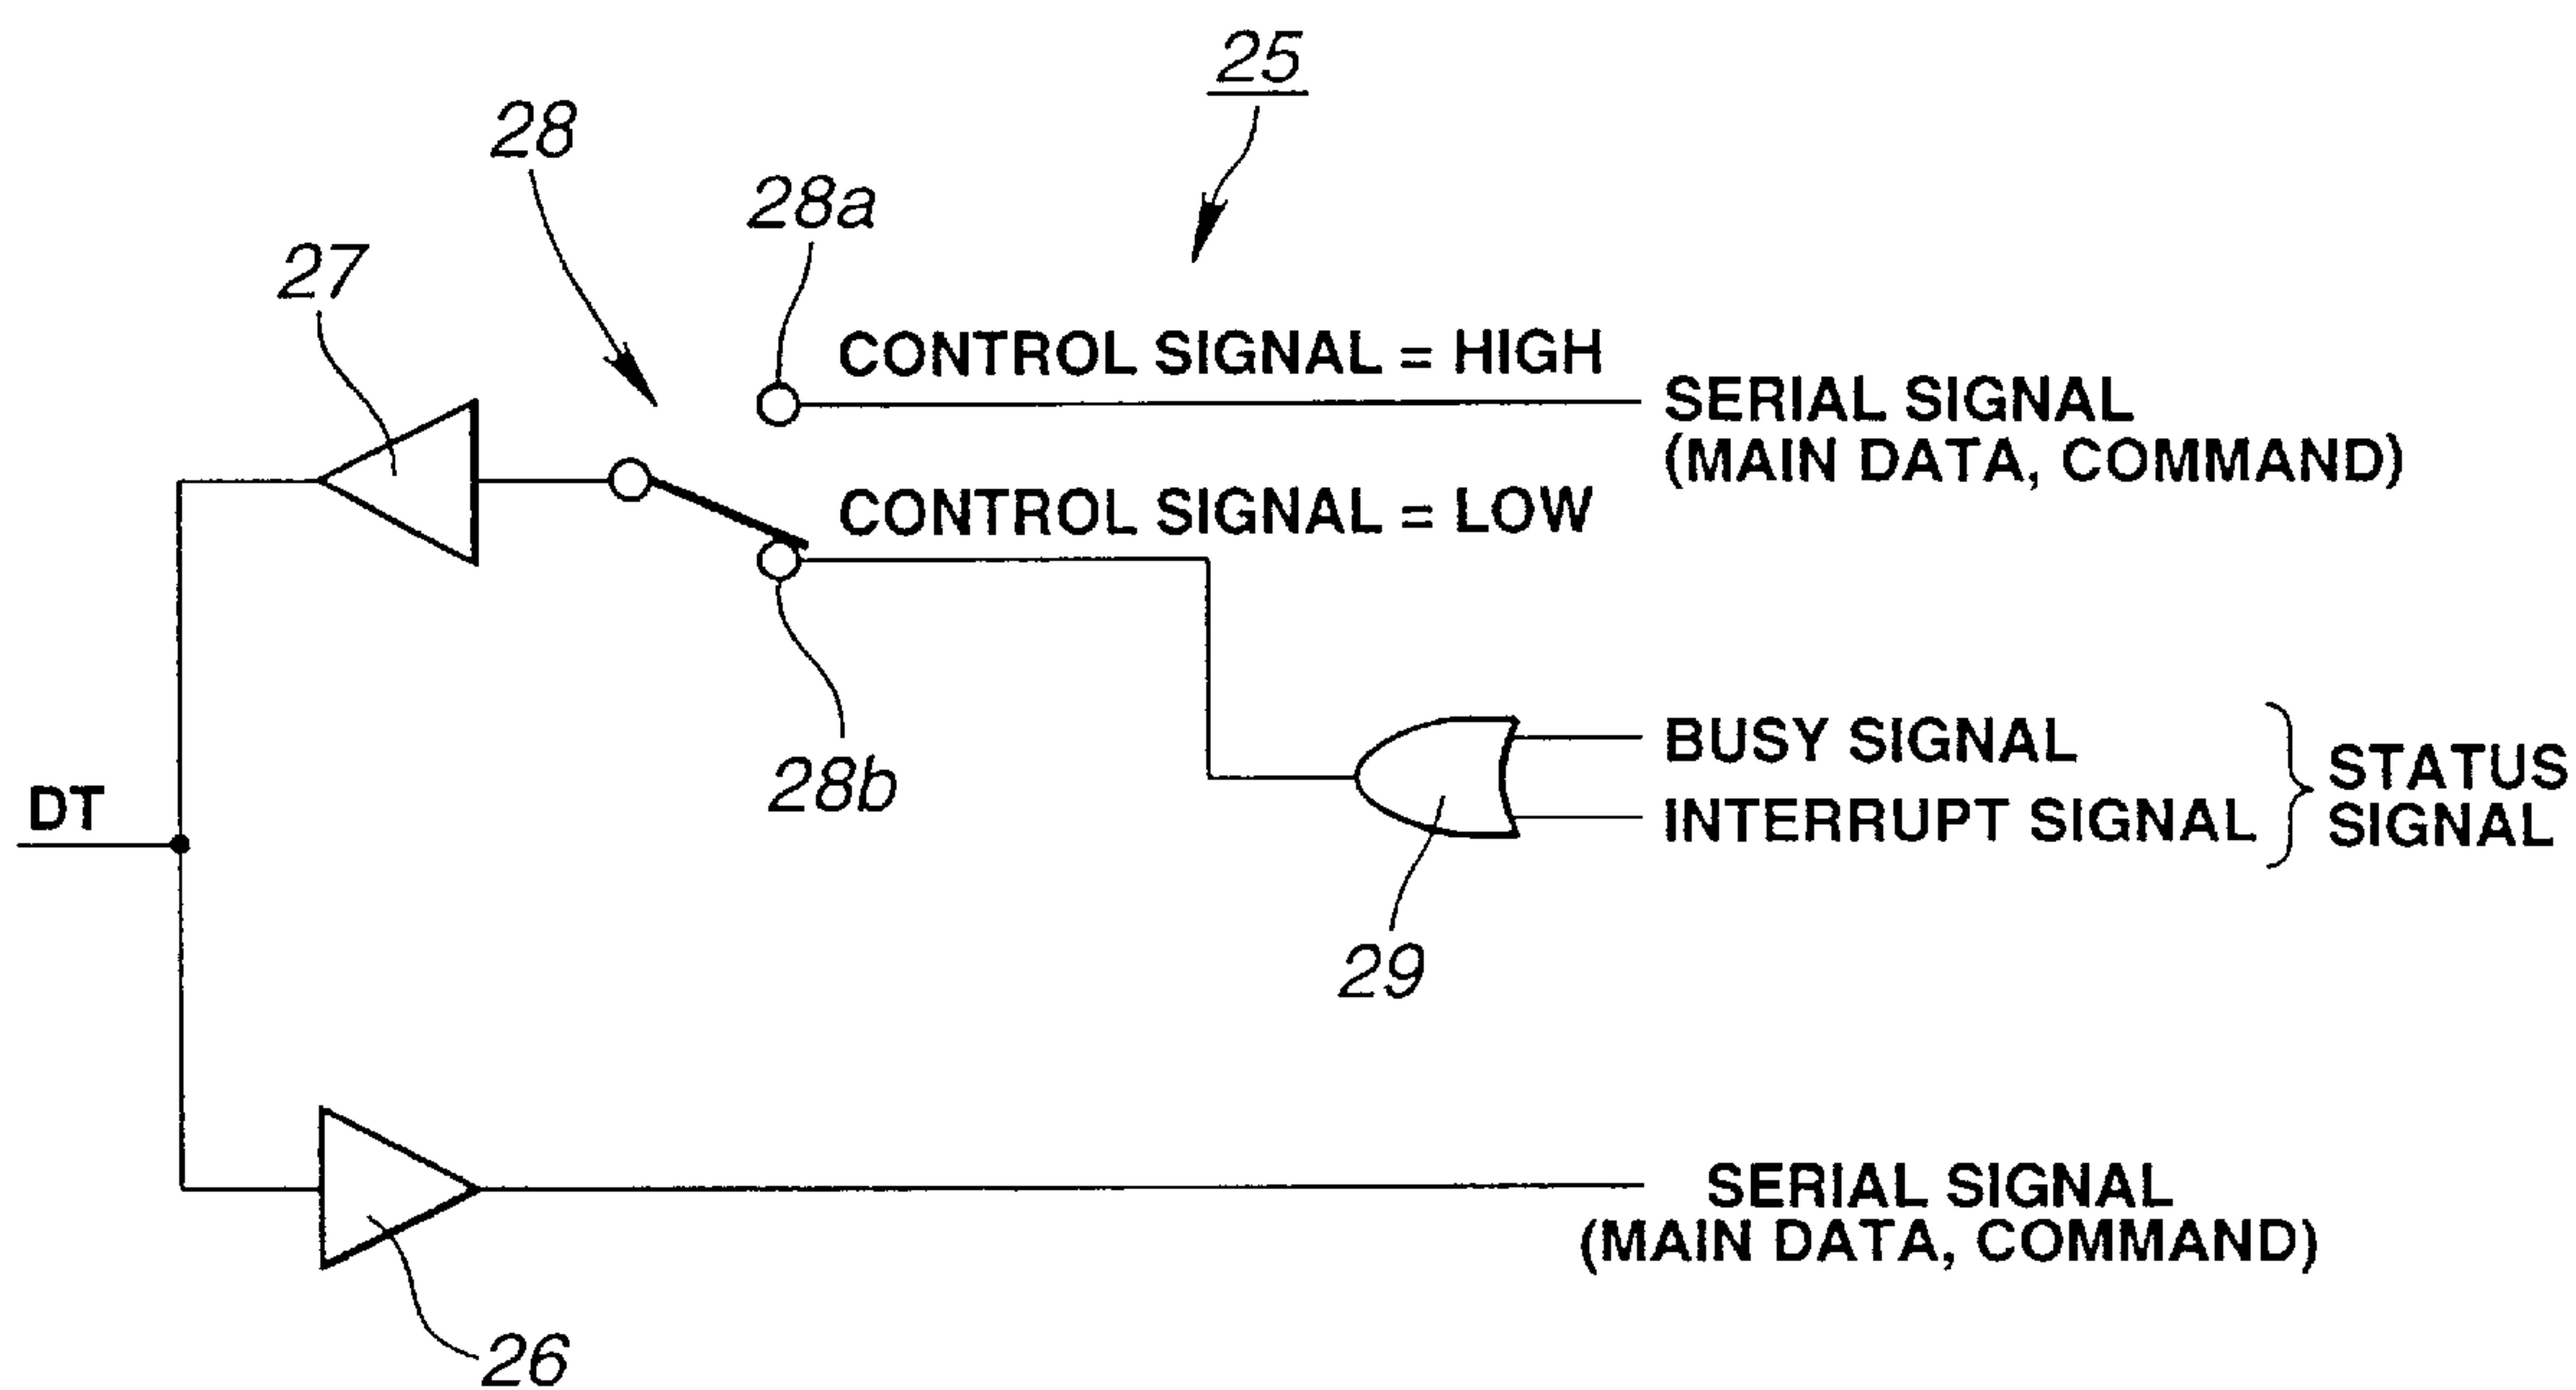 25
28
28a
27
CONTROL SIGNAL = HIGH
SERIAL SIGNAL
(MAIN DATA, COMMAND)
CONTROL SIGNAL = LOW
28b
BUSY SIGNAL
INTERRUPT SIGNAL
STATUS
SIGNAL
DT
29
SERIAL SIGNAL
(MAIN DATA, COMMAND)
26